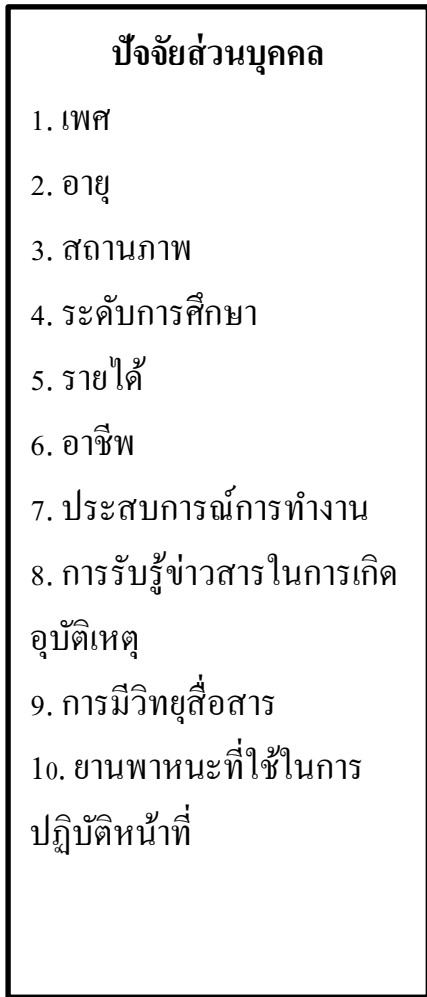 ปัจจัยส่วนบุคคล
1. เพศ
2. อายุ
3. สถานภาพ
4. ระดับการศึกษา
5. รายได้
6. อาชีพ
7. ประสบการณ์การทำงาน
8. การรับรู้ข่าวสารในการเกิด
อุบัติเหตุ
9. การมีวิทยุสื่อสาร
10. ยานพาหนะที่ใช้ในการ
ปฏิบัติหน้าที่